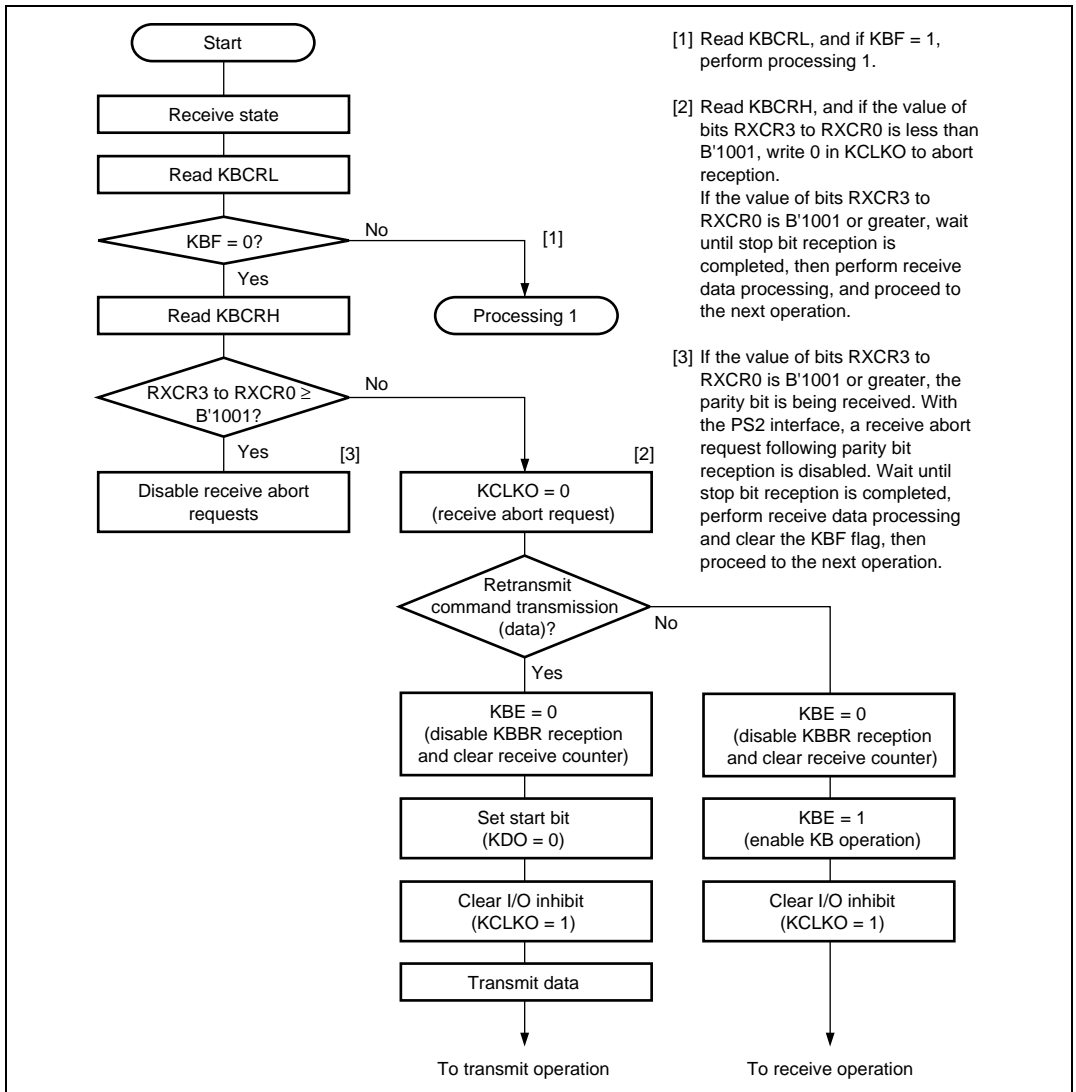 Start
Receive state
Read KBCRL
KBF = 0?
No
[1]
Yes
Processing 1
Read KBCRH
RXCR3 to RXCR0 ≥
B'1001?
No
Yes
[3]
[2]
Disable receive abort
requests
KCLKO = 0
(receive abort request)
Retransmit
command transmission
(data)?
No
Yes
KBE = 0
(disable KBBR reception
and clear receive counter)
KBE = 0
(disable KBBR reception
and clear receive counter)
Set start bit
(KDO = 0)
KBE = 1
(enable KB operation)
Clear I/O inhibit
(KCLKO = 1)
Clear I/O inhibit
(KCLKO = 1)
Transmit data
To transmit operation
To receive operation
[1] Read KBCRL, and if KBF = 1,
perform processing 1.
[2] Read KBCRH, and if the value of
bits RXCR3 to RXCR0 is less than
B'1001, write 0 in KCLKO to abort
reception.
If the value of bits RXCR3 to
RXCR0 is B'1001 or greater, wait
until stop bit reception is
completed, then perform receive
data processing, and proceed to
the next operation.
[3] If the value of bits RXCR3 to
RXCR0 is B'1001 or greater, the
parity bit is being received. With
the PS2 interface, a receive abort
request following parity bit
reception is disabled. Wait until
stop bit reception is completed,
perform receive data processing
and clear the KBF flag, then
proceed to the next operation.